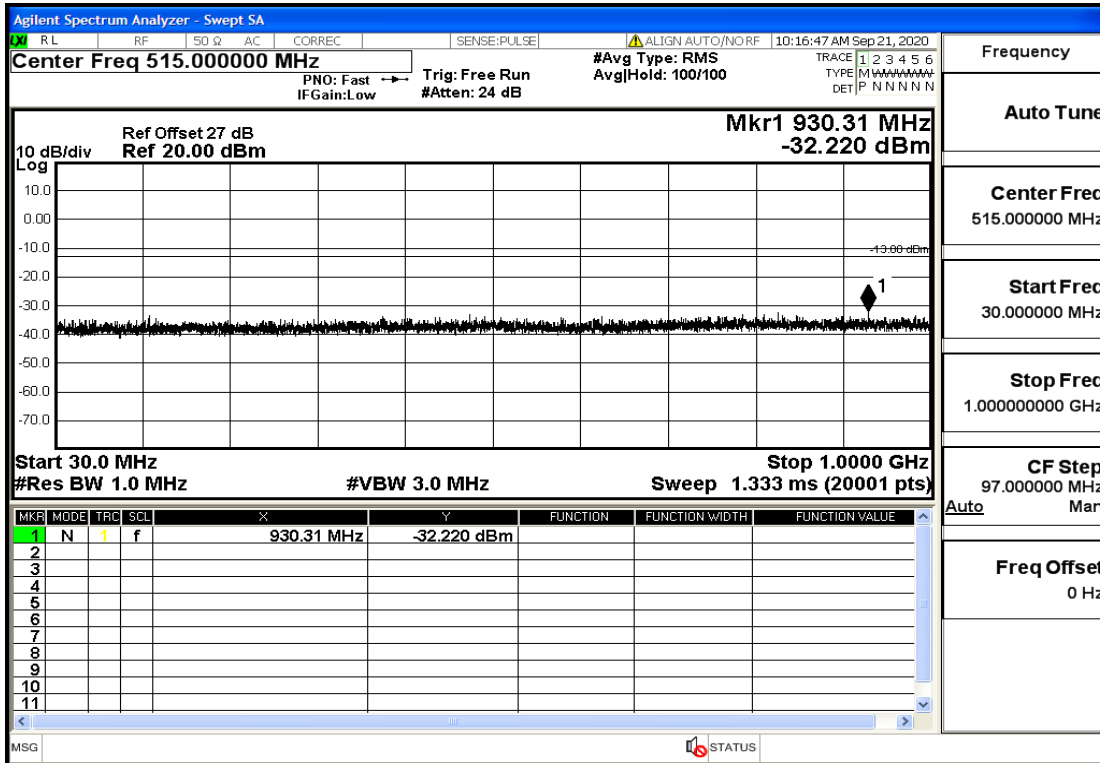 Agilent Spectrum Analyzer - Swept SA
LXI RL RF 50 Ω AC CORREC SENSE:PULSE ALIGN AUTO/NO RF 10:16:47 AM Sep 21, 2020
Center Freq 515.000000 MHz
PNO: Fast
IFGain:Low
Trig: Free Run
#Atten: 24 dB
#Avg Type: RMS
Avg|Hold: 100/100
TRACE 1 2 3 4 5 6
TYPE M WWWWW
DET P N N N N N
Ref Offset 27 dB
10 dB/div Ref 20.00 dBm
Log
Mkr1 930.31 MHz
-32.220 dBm
10.0
0.00
-10.0
-13.00 dBm
-20.0
1
-30.0
-40.0
-50.0
-60.0
-70.0
Start 30.0 MHz Stop 1.0000 GHz
#Res BW 1.0 MHz #VBW 3.0 MHz Sweep 1.333 ms (20001 pts)
MKR MODE TRC SCL X Y FUNCTION FUNCTION WIDTH FUNCTION VALUE
1 N 1 f 930.31 MHz -32.220 dBm
2
3
4
5
6
7
8
9
10
11
MSG STATUS
Frequency
Auto Tune
Center Freq
515.000000 MHz
Start Freq
30.000000 MHz
Stop Freq
1.000000000 GHz
CF Step
97.000000 MHz
Auto Man
Freq Offset
0 Hz